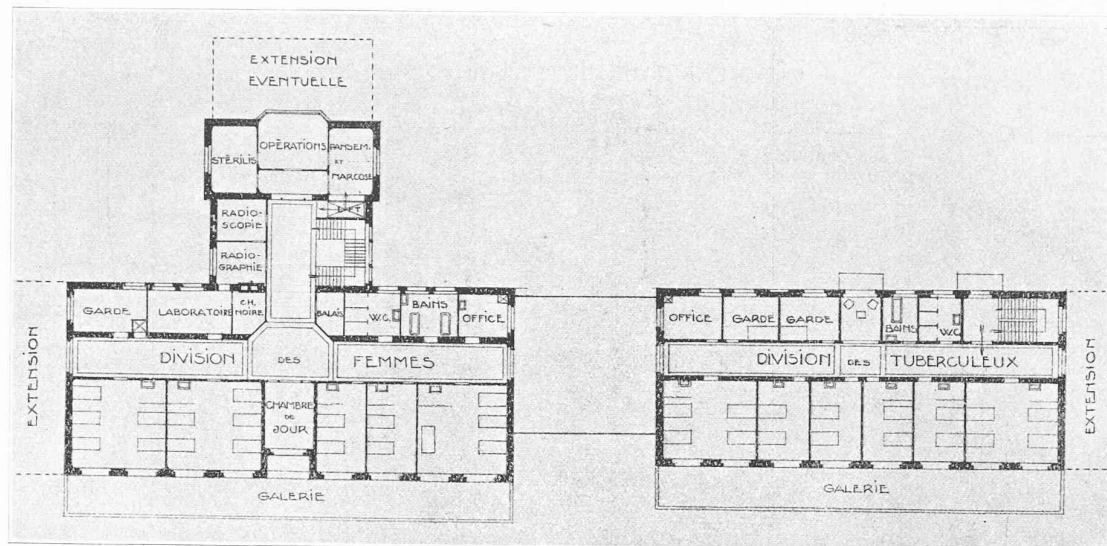 EXTENSION
EVENTUELLE
OPÉRATIONS
STÉRILIS
PANSEM.
ET
NARCOSE
LIFT
RADIO-
SCOPIE
RADIO-
GRAPHIE
GARDE
LABORATOIRE
CH.
NOIRE
BALAIS
W.C.
BAINS
OFFICE
DIVISION DES FEMMES
CHAMBRE
DE
JOUR
GALERIE
EXTENSION
OFFICE
GARDE
GARDE
BAINS
W.C.
DIVISION DES TUBERCULEUX
GALERIE
EXTENSION